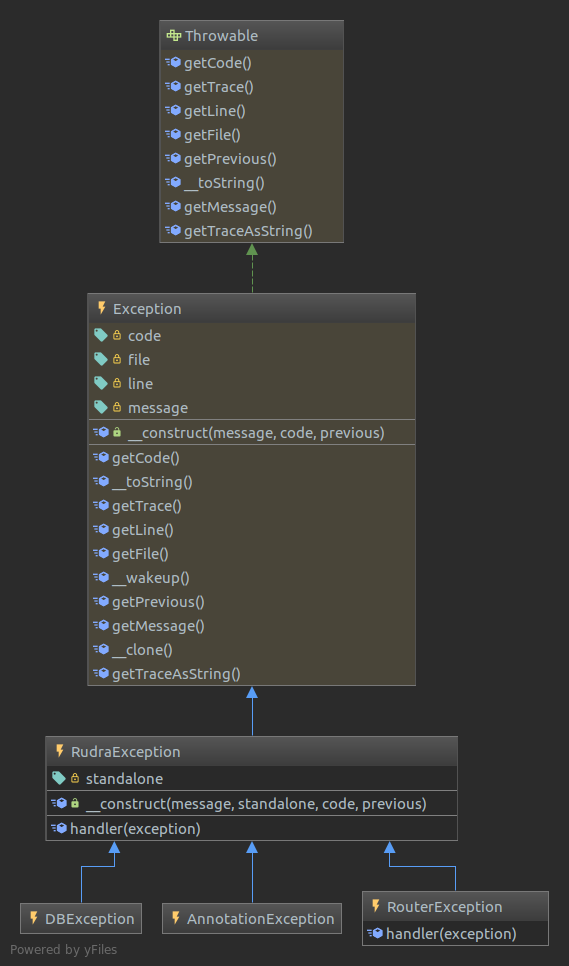 Throwable
getCode()
getTrace()
getLine()
getFile()
getPrevious()
__toString()
getMessage()
getTraceAsString()
Exception
code
file
line
message
__construct(message, code, previous)
getCode()
__toString()
getTrace()
getLine()
getFile()
__wakeup()
getPrevious()
getMessage()
__clone()
getTraceAsString()
RudraException
standalone
__construct(message, standalone, code, previous)
handler(exception)
DBException
AnnotationException
RouterException
handler(exception)
Powered by yFiles